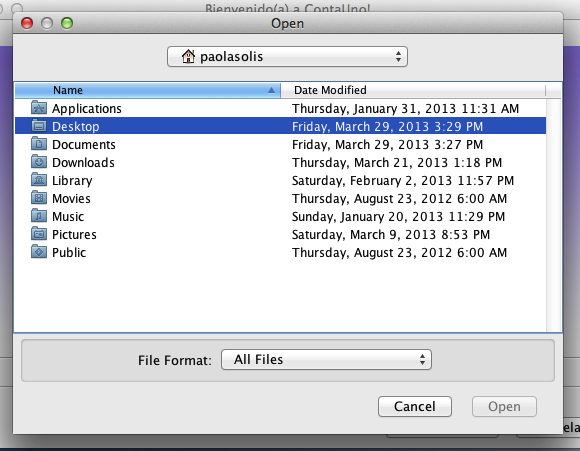 Bienvenido(a) a ContaUno!
Open
paolasolis
Name Date Modified
Applications Thursday, January 31, 2013 11:31 AM
Desktop Friday, March 29, 2013 3:29 PM
Documents Friday, March 29, 2013 3:27 PM
Downloads Thursday, March 21, 2013 1:18 PM
Library Saturday, February 2, 2013 11:57 PM
Movies Thursday, August 23, 2012 6:00 AM
Music Sunday, January 20, 2013 11:29 PM
Pictures Saturday, March 9, 2013 8:53 PM
Public Thursday, August 23, 2012 6:00 AM
File Format: All Files
Cancel Open
ela